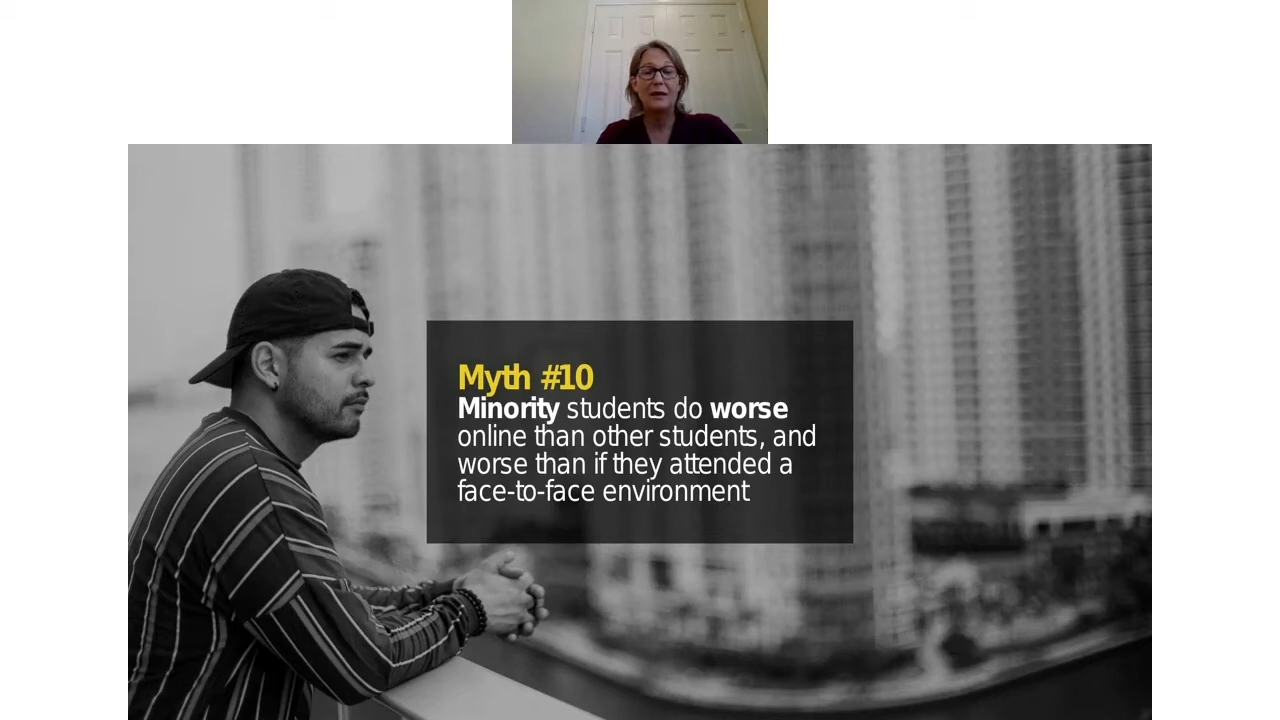 Myth #10
Minority students do worse
online than other students, and
worse than if they attended a
face-to-face environment